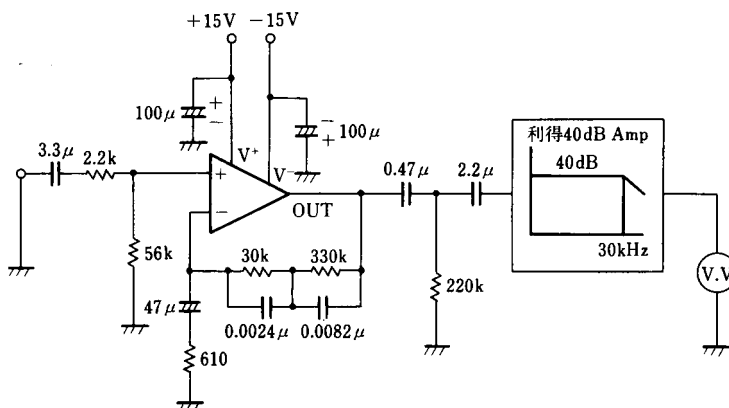 +15V −15V
100μ
+
−
−
+
100μ
3.3μ
2.2k
V⁺
V⁻
+
−
OUT
0.47μ
2.2μ
利得40dB Amp
40dB
30kHz
V.V
56k
30k
330k
47μ
0.0024μ
0.0082μ
220k
610